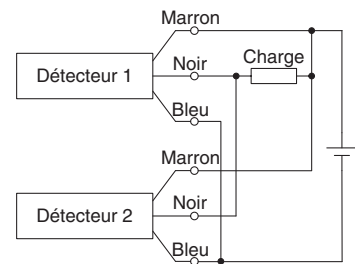 Marron
Détecteur 1
Noir
Charge
Bleu
Marron
Détecteur 2
Noir
Bleu